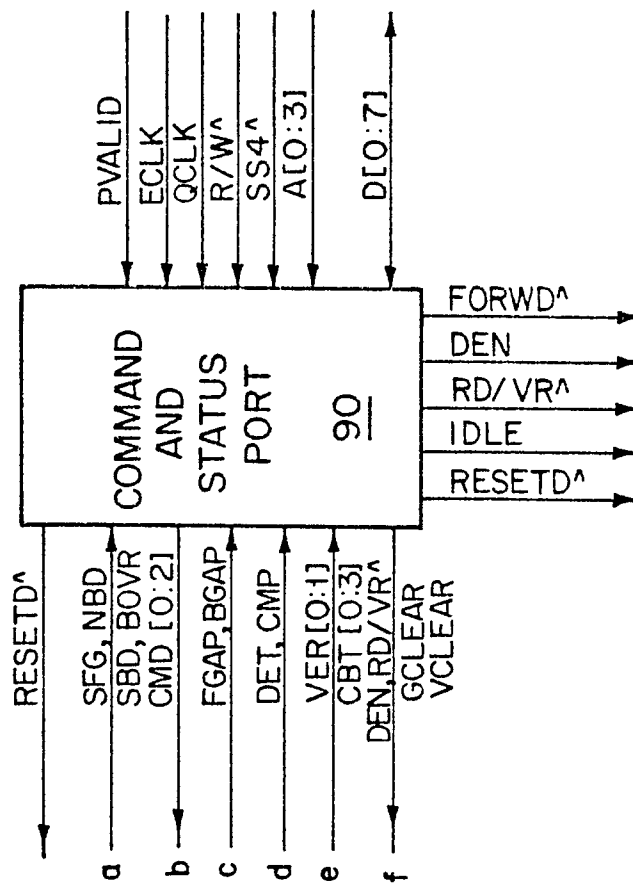 PVALID
ECLK
QCLK
R/W^
SS4^
A[0:3]
D[0:7]
COMMAND
AND
STATUS
PORT
90
FORWD^
DEN
RD/VR^
IDLE
RESETD^
RESETD^
a
SFG, NBD
SBD, BOVR
b
CMD [0:2]
c
FGAP, BGAP
d
DET, CMP
e
VER [0:1]
CBT [0:3]
f
DEN, RD/VR^
GCLEAR
VCLEAR